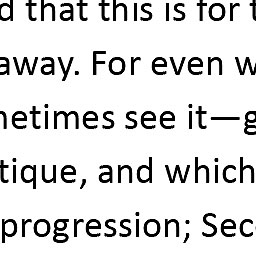 d that this is for t
away. For even w
netimes see it—g
tique, and which
progression; Sec